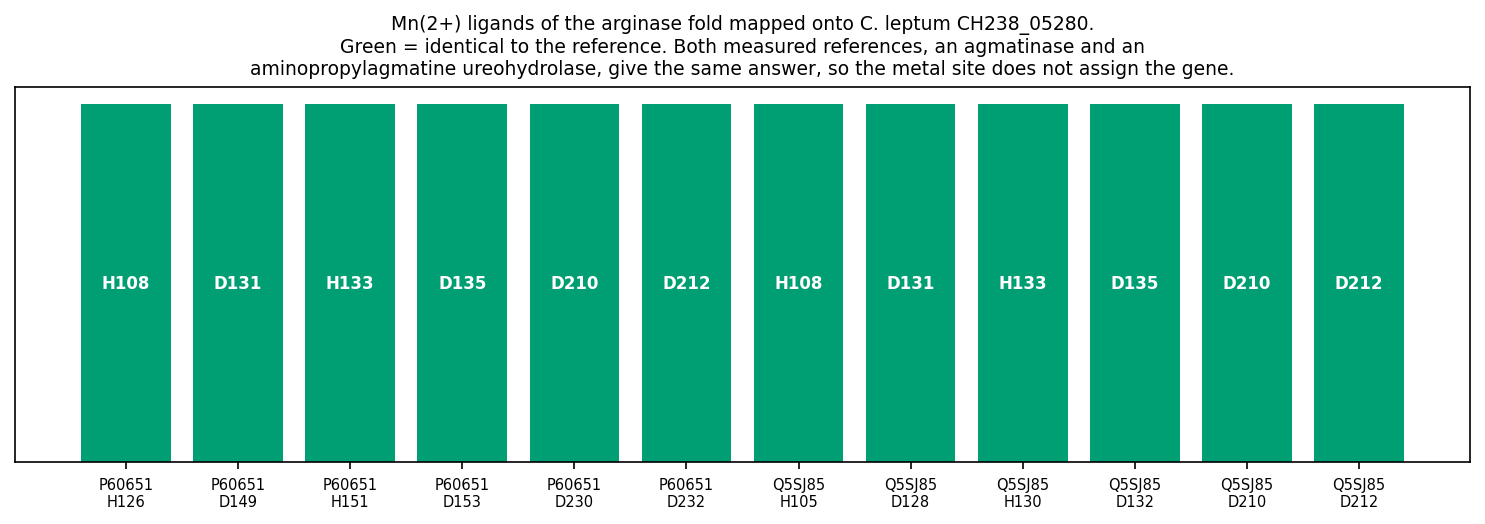 Mn(2+) ligands of the arginase fold mapped onto C. leptum CH238_05280.
Green = identical to the reference. Both measured references, an agmatinase and an
aminopropylagmatine ureohydrolase, give the same answer, so the metal site does not assign the gene.
H108 D131 H133 D135 D210 D212 H108 D131 H133 D135 D210 D212
P60651 P60651 P60651 P60651 P60651 P60651 Q5SJ85 Q5SJ85 Q5SJ85 Q5SJ85 Q5SJ85 Q5SJ85
H126 D149 H151 D153 D230 D232 H105 D128 H130 D132 D210 D212